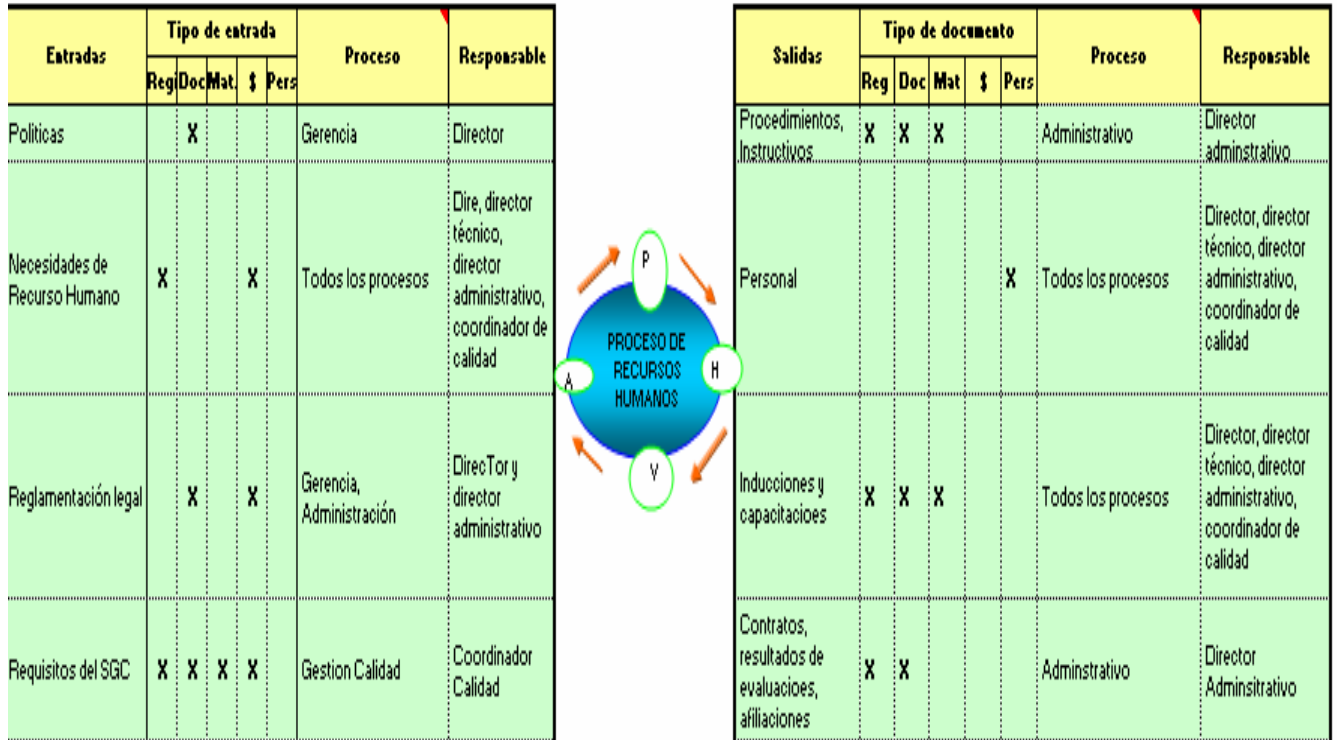 Entradas
Tipo de entrada
Proceso
Responsable
Regi Doc Mat. $ Pers
Politicas
X
Gerencia
Director
Necesidades de
Recurso Humano
X X
Todos los procesos
Dire, director
técnico,
director
administrativo,
coordinador de
calidad
Reglamentación legal
X X
Gerencia,
Administración
DirecTor y
director
administrativo
Requisitos del SGC
X X X X
Gestion Calidad
Coordinador
Calidad
P
H
V
A
PROCESO DE
RECURSOS
HUMANOS
Salidas
Tipo de documento
Proceso
Responsable
Reg Doc Mat $ Pers
Procedimientos,
Instructivos
X X X
Administrativo
Director
adminstrativo
Personal
X
Todos los procesos
Director, director
técnico, director
administrativo,
coordinador de
calidad
Inducciones y
capacitacioes
X X X
Todos los procesos
Director, director
técnico, director
administrativo,
coordinador de
calidad
Contratos,
resultados de
evaluacioes,
afiliaciones
X X
Adminstrativo
Director
Adminsitrativo